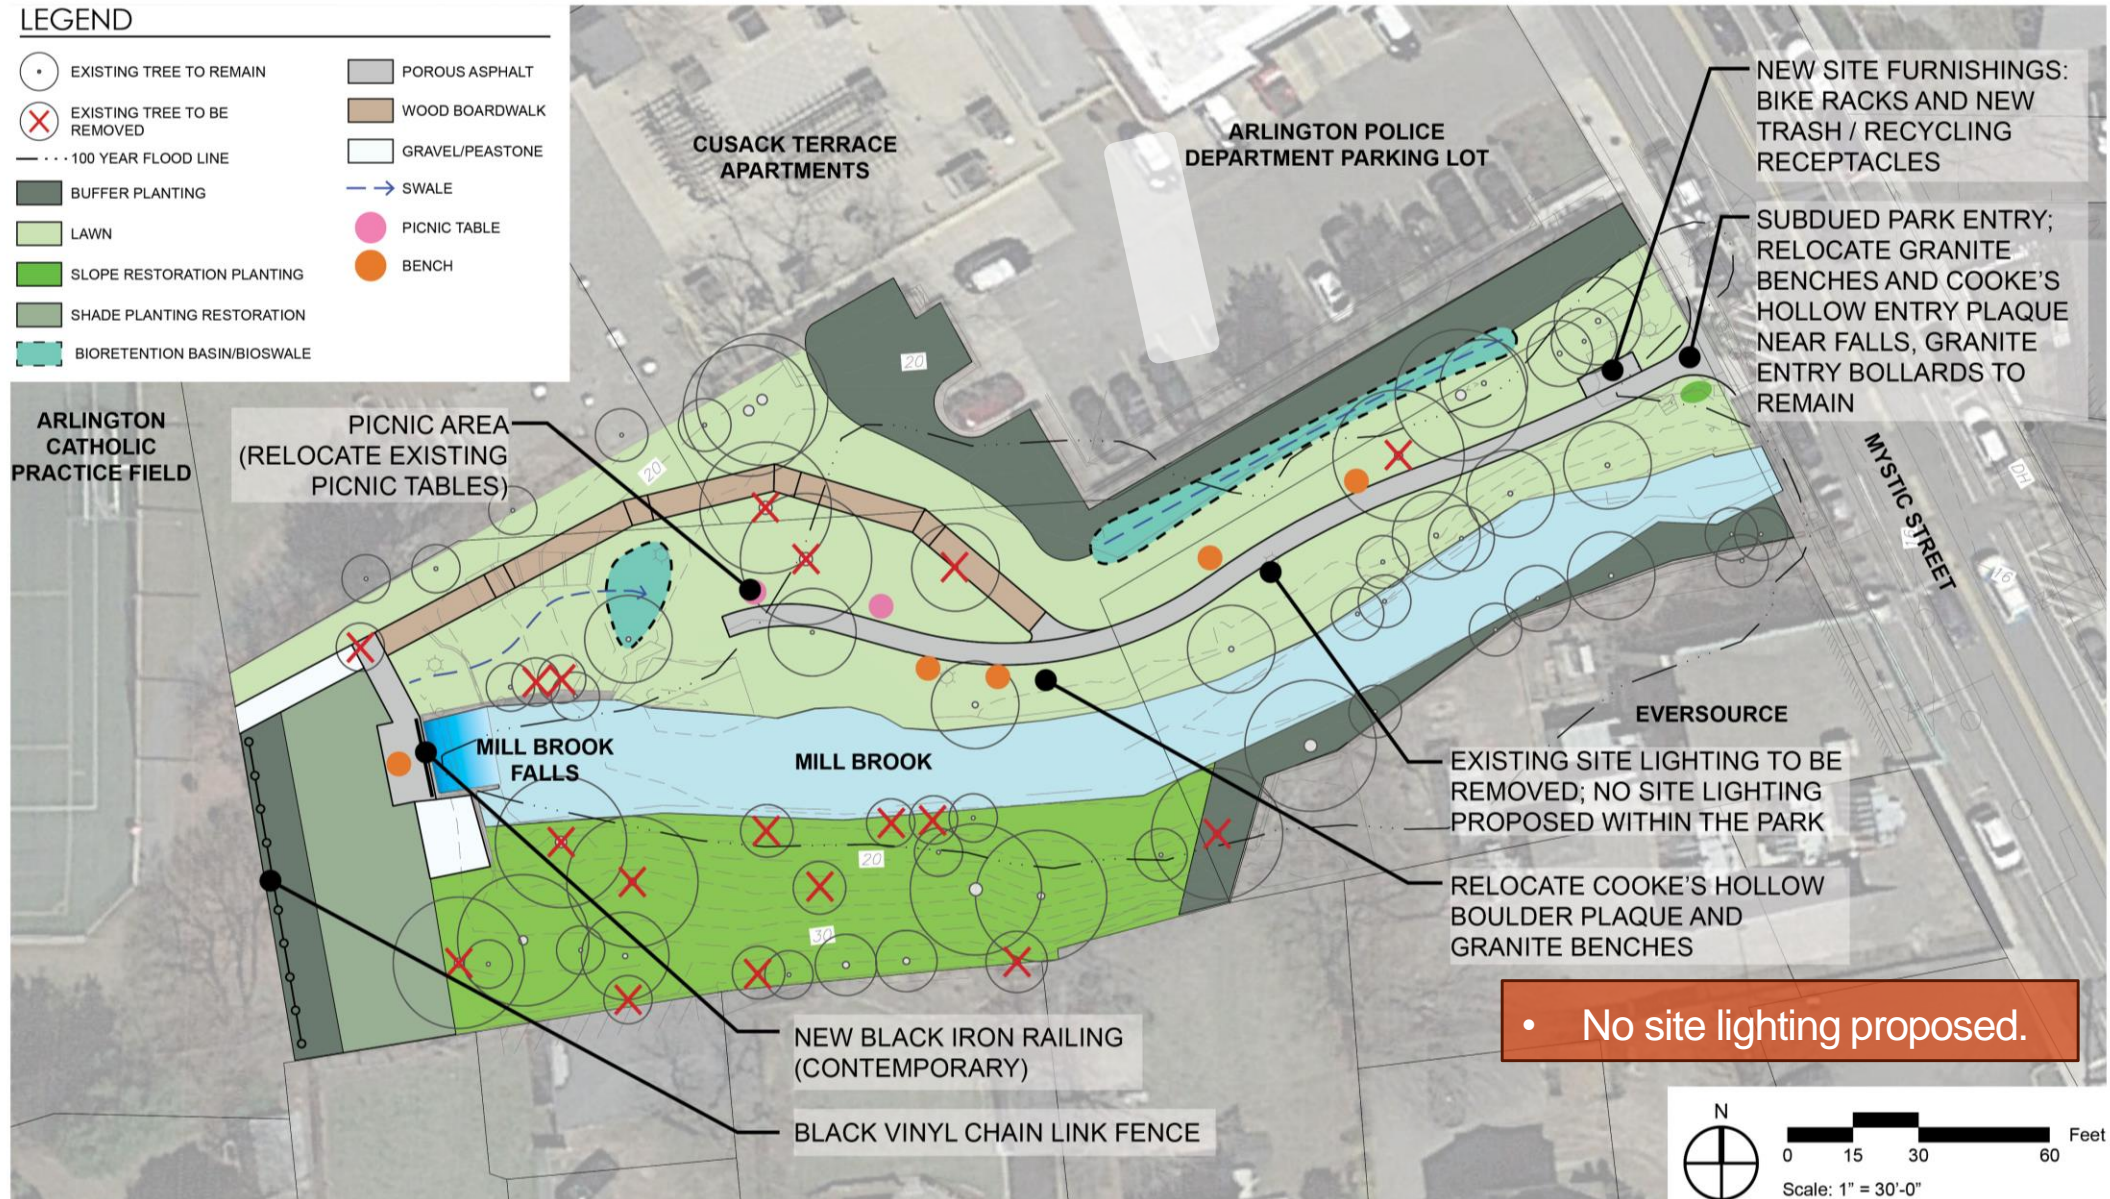 LEGEND
EXISTING TREE TO REMAIN
EXISTING TREE TO BE
REMOVED
100 YEAR FLOOD LINE
BUFFER PLANTING
LAWN
SLOPE RESTORATION PLANTING
SHADE PLANTING RESTORATION
BIORETENTION BASIN/BIOSWALE
POROUS ASPHALT
WOOD BOARDWALK
GRAVEL/PEASTONE
SWALE
PICNIC TABLE
BENCH
CUSACK TERRACE
APARTMENTS
ARLINGTON POLICE
DEPARTMENT PARKING LOT
NEW SITE FURNISHINGS:
BIKE RACKS AND NEW
TRASH / RECYCLING
RECEPTACLES
SUBDUED PARK ENTRY;
RELOCATE GRANITE
BENCHES AND COOKE'S
HOLLOW ENTRY PLAQUE
NEAR FALLS, GRANITE
ENTRY BOLLARDS TO
REMAIN
ARLINGTON
CATHOLIC
PRACTICE FIELD
PICNIC AREA
(RELOCATE EXISTING
PICNIC TABLES)
20
20
MYSTIC STREET
DH
16
MILL BROOK
FALLS
MILL BROOK
EVERSOURCE
EXISTING SITE LIGHTING TO BE
REMOVED; NO SITE LIGHTING
PROPOSED WITHIN THE PARK
20
30
RELOCATE COOKE'S HOLLOW
BOULDER PLAQUE AND
GRANITE BENCHES
• No site lighting proposed.
NEW BLACK IRON RAILING
(CONTEMPORARY)
BLACK VINYL CHAIN LINK FENCE
N
0 15 30 60 Feet
Scale: 1" = 30'-0"